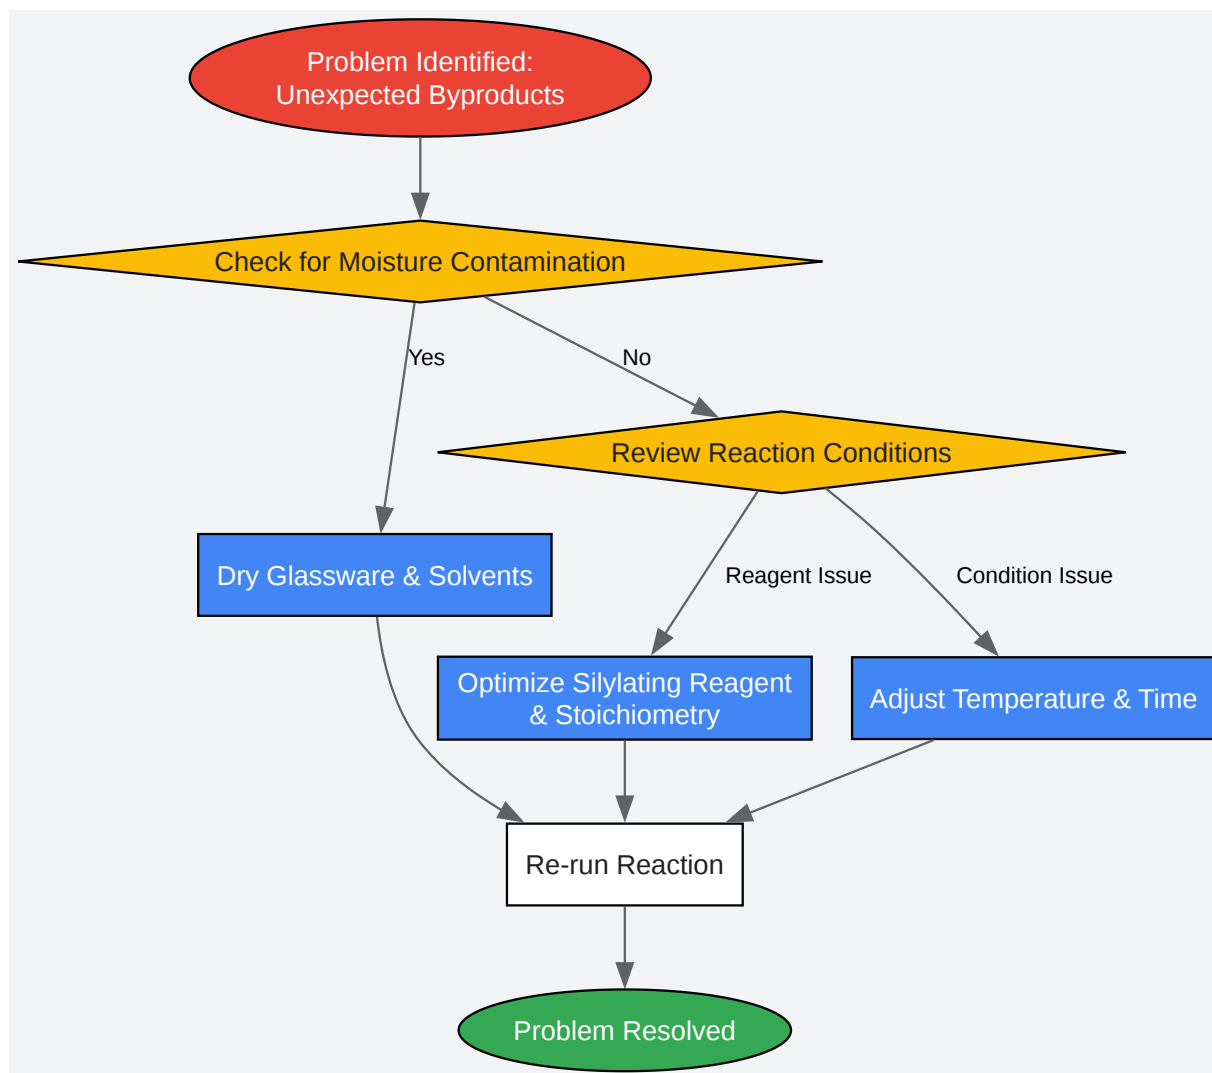 Problem Identified:
Unexpected Byproducts
Check for Moisture Contamination
Yes
No
Review Reaction Conditions
Dry Glassware & Solvents
Reagent Issue
Condition Issue
Optimize Silylating Reagent
& Stoichiometry
Adjust Temperature & Time
Re-run Reaction
Problem Resolved